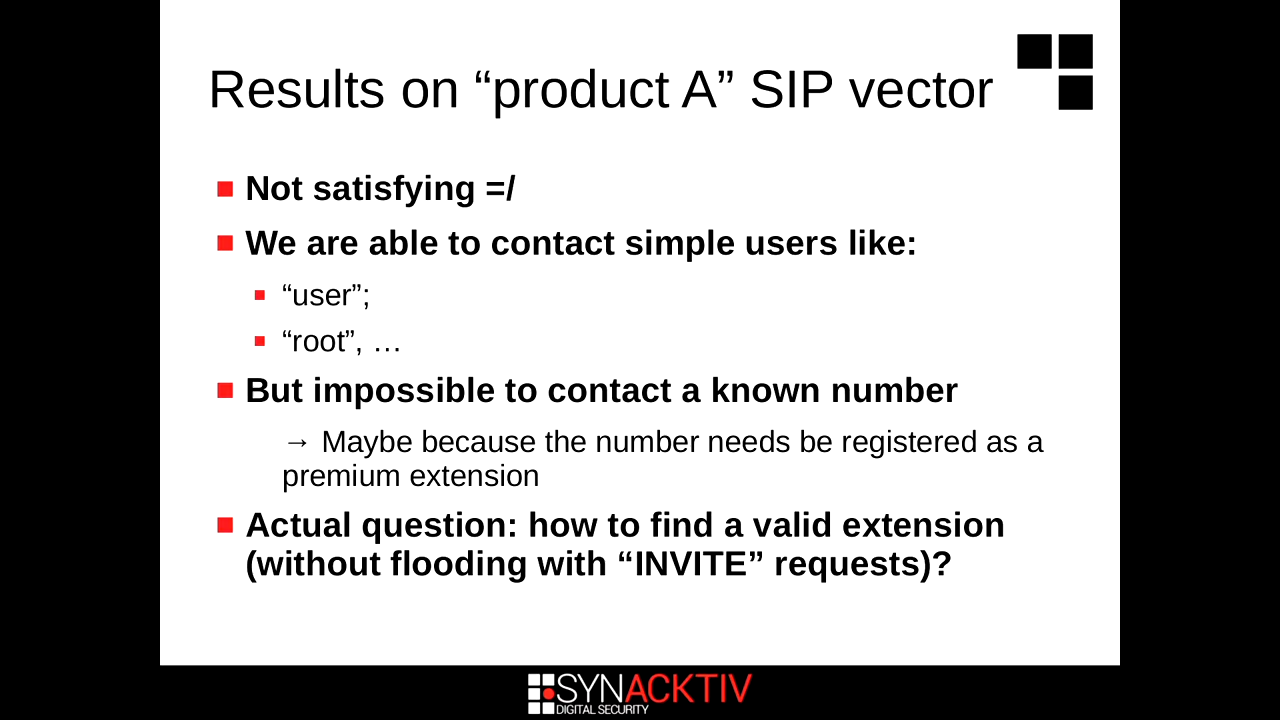 Results on “product A” SIP vector
Not satisfying =/
We are able to contact simple users like:
“user”;
“root”, …
But impossible to contact a known number
→ Maybe because the number needs be registered as a
premium extension
Actual question: how to find a valid extension
(without flooding with “INVITE” requests)?
SYNACKTIV
DIGITAL SECURITY